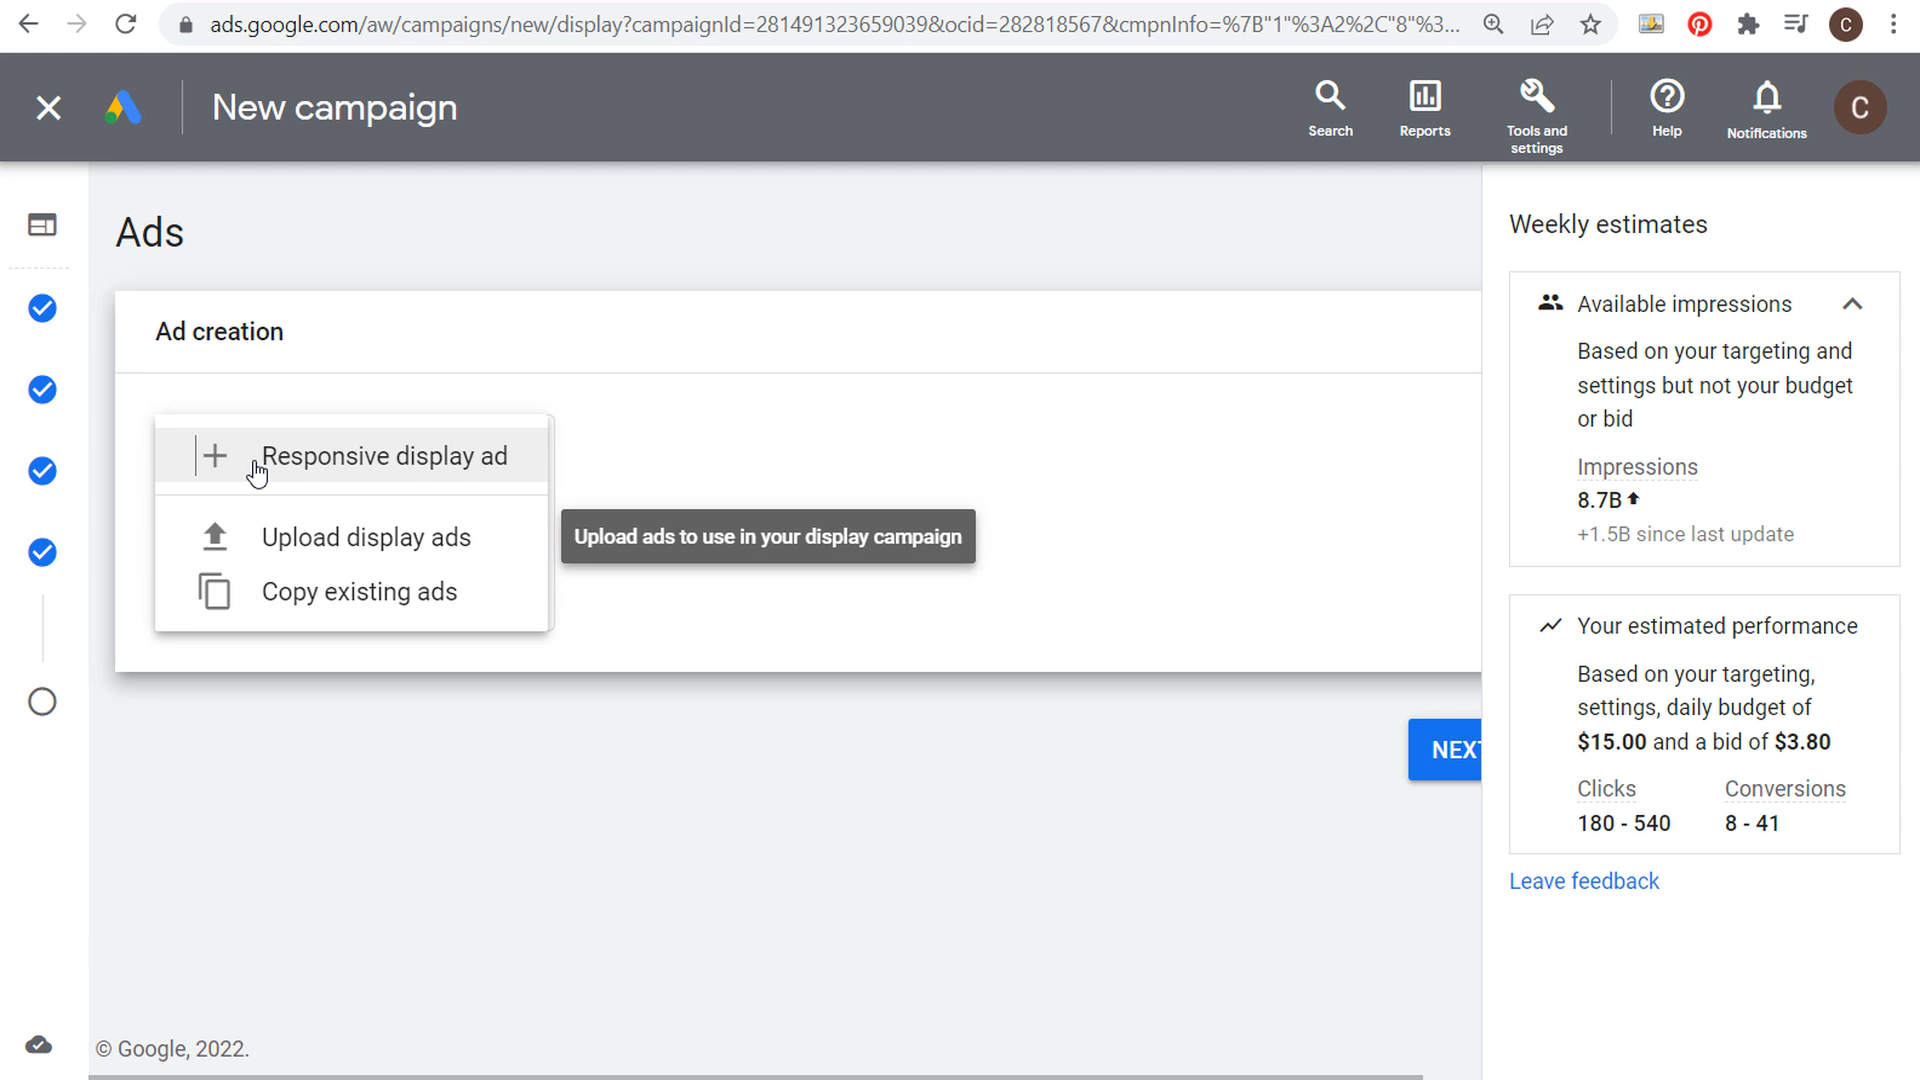 ads.google.com/aw/campaigns/new/display?campaignId=281491323659039&ocid=282818567&cmpnInfo=%7B"1"%3A2%2C"8"%3...
C
New campaign
Search
Reports
Tools and
settings
Help
Notifications
C
Ads
Ad creation
Responsive display ad
Upload display ads
Copy existing ads
Upload ads to use in your display campaign
NEXT
Weekly estimates
Available impressions
Based on your targeting and
settings but not your budget
or bid
Impressions
8.7B
+1.5B since last update
Your estimated performance
Based on your targeting,
settings, daily budget of
$15.00 and a bid of $3.80
Clicks
Conversions
180 - 540
8 - 41
Leave feedback
© Google, 2022.